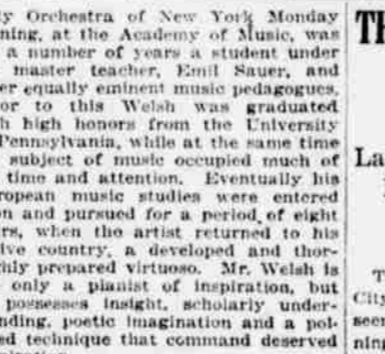 ly Orchestra of New York Monday
ning, at the Academy of Music, was
a number of years a student under
master teacher, Emil Sauer, and
er equally eminent music pedagogues.
or to this Welsh was graduated
h high honors from the University
Pennsylvania, while at the same time
subject of music occupied much of
time and attention. Eventually his
ropean music studies were entered
on and pursued for a period of eight
rs, when the artist returned to his
ive country, a developed and thor-
ghly prepared virtuoso. Mr. Welsh is
only a pianist of inspiration, but
possesses insight, scholarly under-
nding, poetic imagination and a pol-
ed technique that command deserved
Th
La
T
City
seen
ning